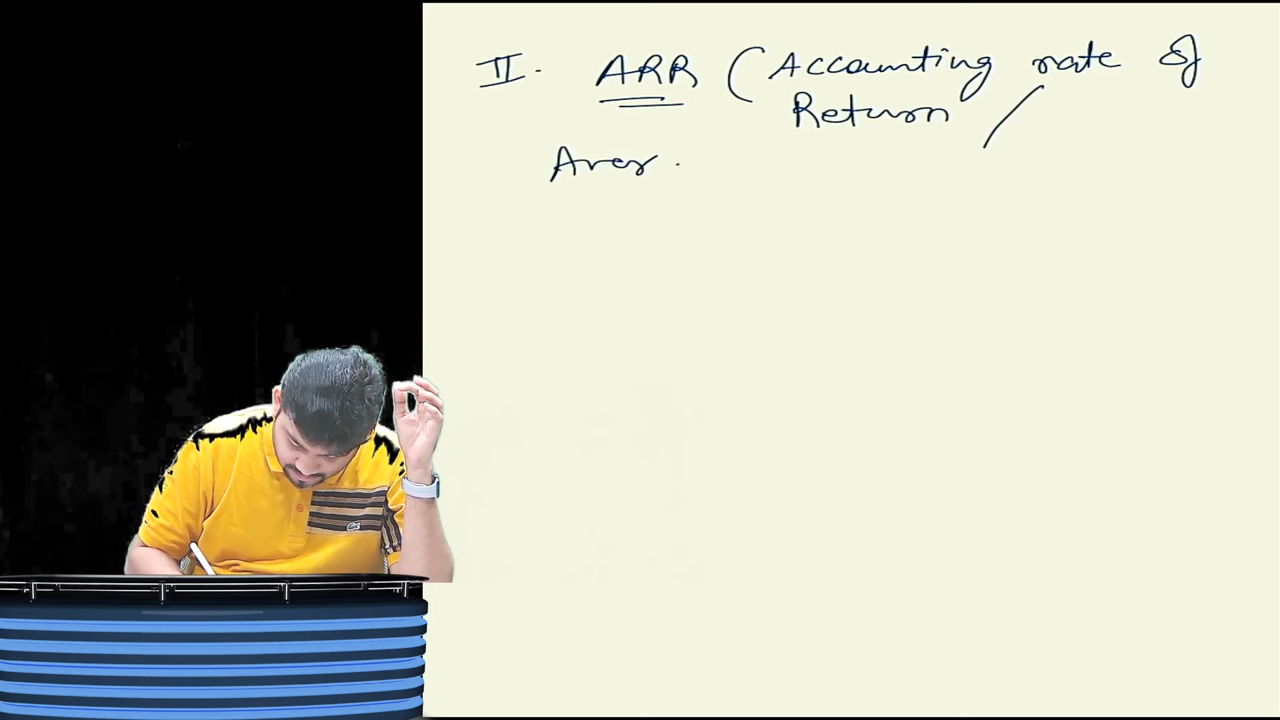 II. ARR (Accounting rate of
Return /
Aver.